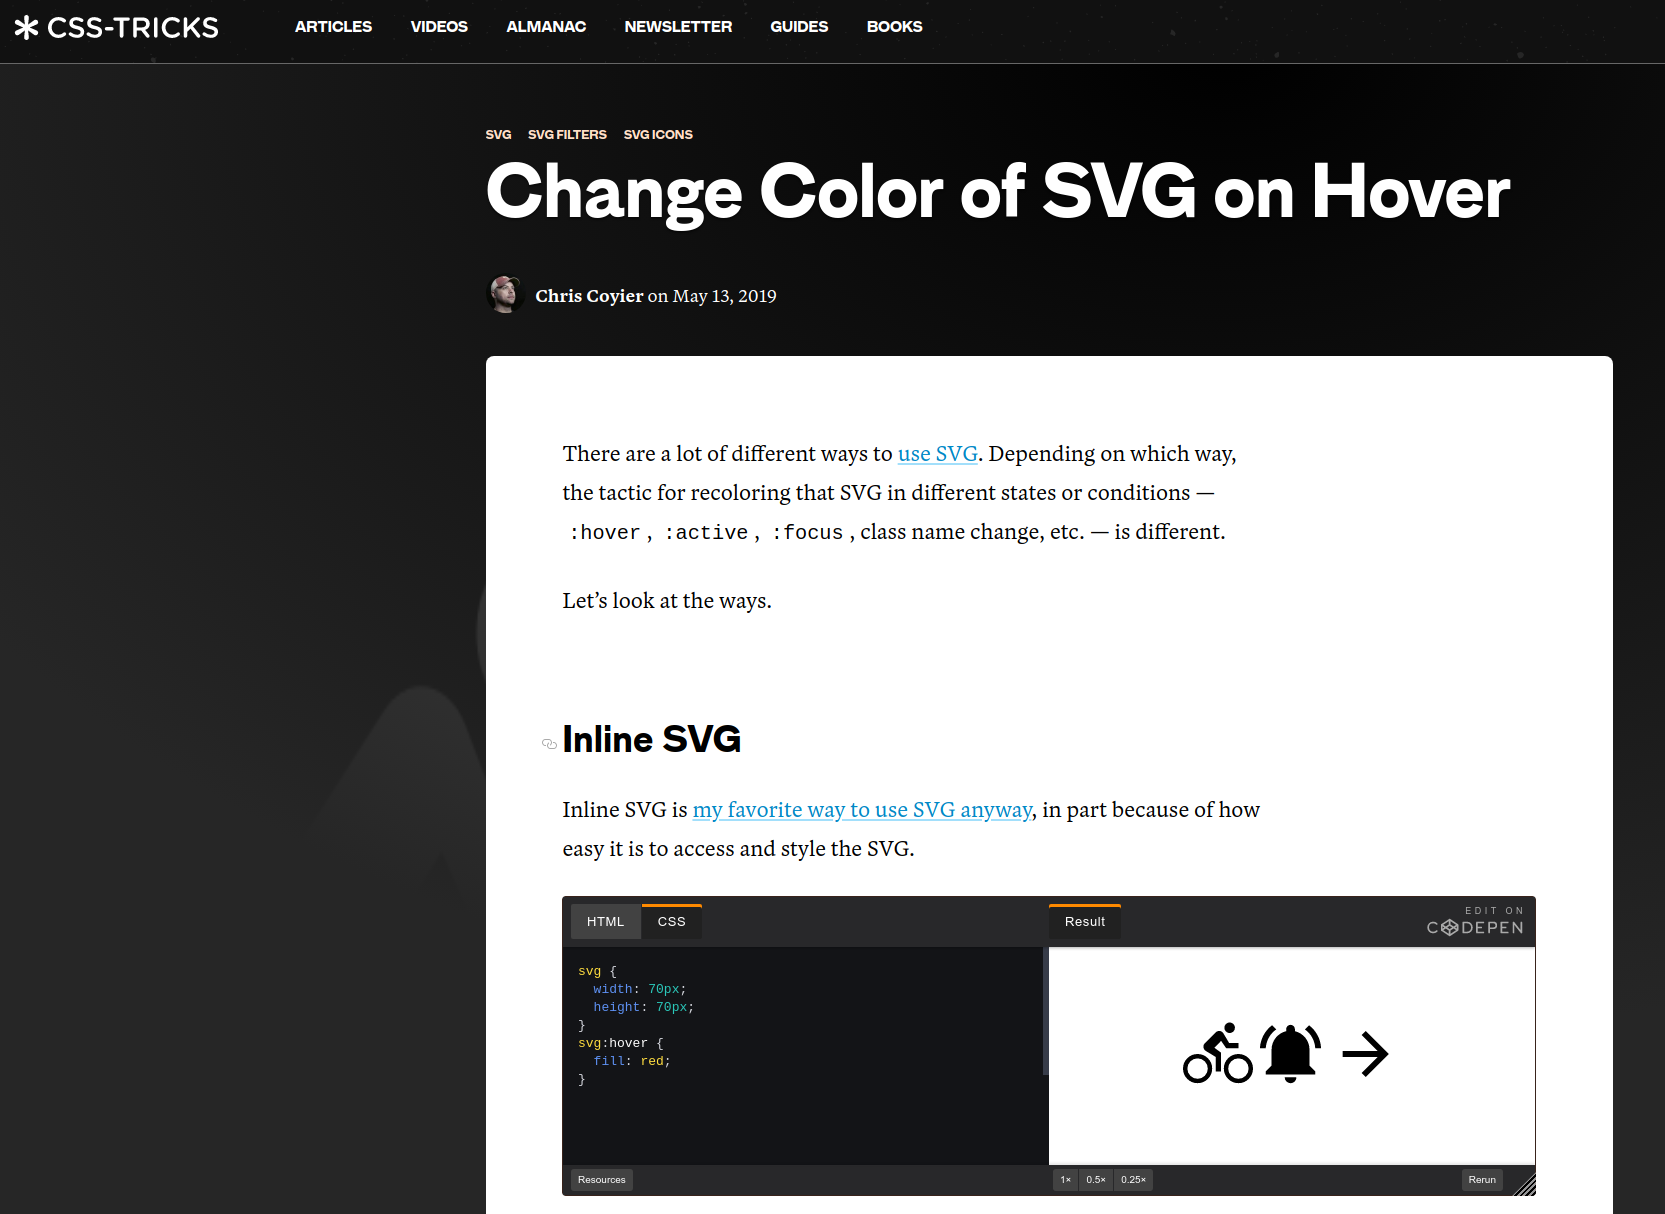 CSS-TRICKS ARTICLES VIDEOS ALMANAC NEWSLETTER GUIDES BOOKS
SVG SVG FILTERS SVG ICONS
Change Color of SVG on Hover
Chris Coyier on May 13, 2019
There are a lot of different ways to use SVG. Depending on which way,
the tactic for recoloring that SVG in different states or conditions —
:hover, :active, :focus, class name change, etc. — is different.
Let’s look at the ways.
Inline SVG
Inline SVG is my favorite way to use SVG anyway, in part because of how
easy it is to access and style the SVG.
HTML CSS Result EDIT ON
CODEPEN
svg {
width: 70px;
height: 70px;
}
svg:hover {
fill: red;
}
Resources 1× 0.5× 0.25× Rerun